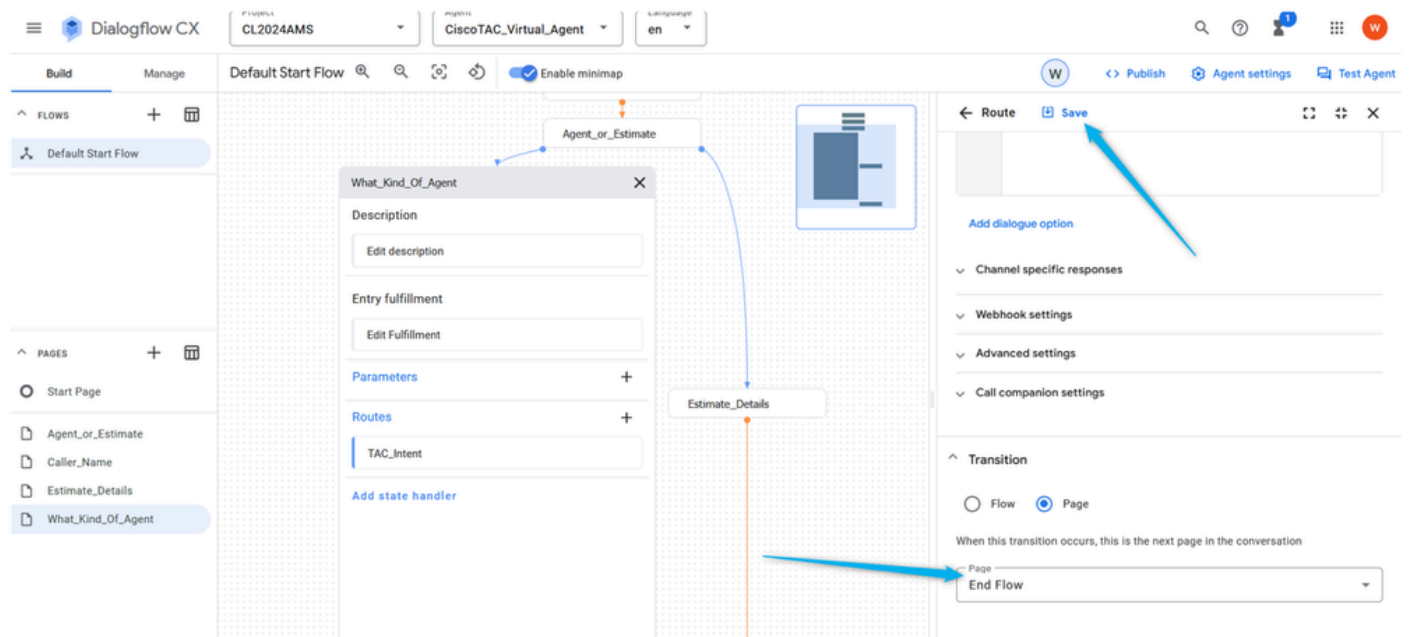 Project
Agent
Language
Dialogflow CX
CL2024AMS
CiscoTAC_Virtual_Agent
en
1
W
Build
Manage
Default Start Flow
Enable minimap
W
Publish
Agent settings
Test Agent
FLOWS
Default Start Flow
Agent_or_Estimate
What_Kind_Of_Agent
Description
Edit description
Entry fulfillment
Edit Fulfillment
Parameters
Routes
TAC_Intent
Add state handler
Estimate_Details
PAGES
Start Page
Agent_or_Estimate
Caller_Name
Estimate_Details
What_Kind_Of_Agent
Route
Save
Add dialogue option
Channel specific responses
Webhook settings
Advanced settings
Call companion settings
Transition
Flow
Page
When this transition occurs, this is the next page in the conversation
Page
End Flow